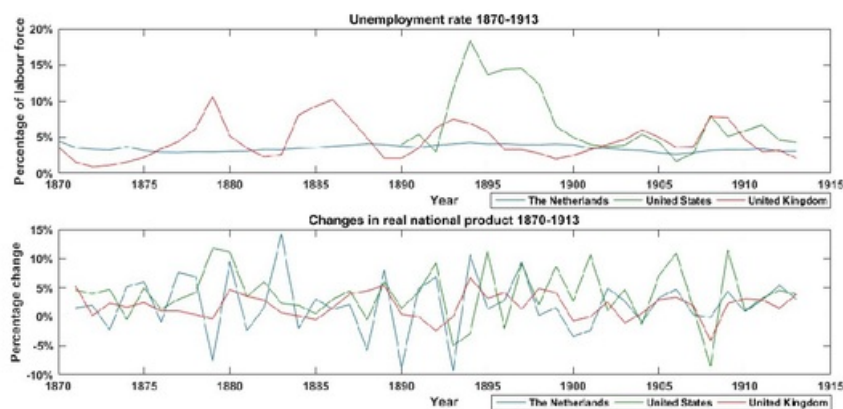 Unemployment rate 1870-1913
Percentage of labour force
20%
15%
10%
5%
0%
1870 1875 1880 1885 1890 1895 1900 1905 1910 1915
Year
The Netherlands United States United Kingdom
Changes in real national product 1870-1913
Percentage change
15%
10%
5%
0%
-5%
-10%
1870 1875 1880 1885 1890 1895 1900 1905 1910 1915
Year
The Netherlands United States United Kingdom